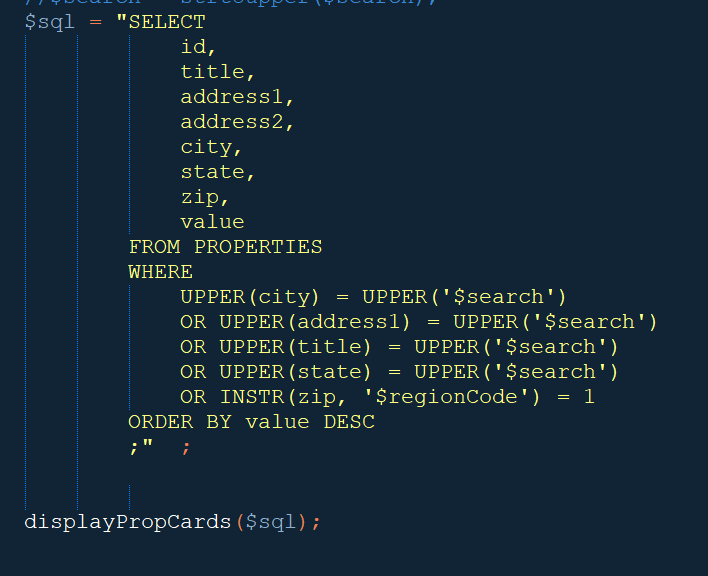 //$search = strtoupper($search);
$sql = "SELECT
id,
title,
address1,
address2,
city,
state,
zip,
value
FROM PROPERTIES
WHERE
UPPER(city) = UPPER('$search')
OR UPPER(address1) = UPPER('$search')
OR UPPER(title) = UPPER('$search')
OR UPPER(state) = UPPER('$search')
OR INSTR(zip, '$regionCode') = 1
ORDER BY value DESC
;"  ;
displayPropCards($sql);